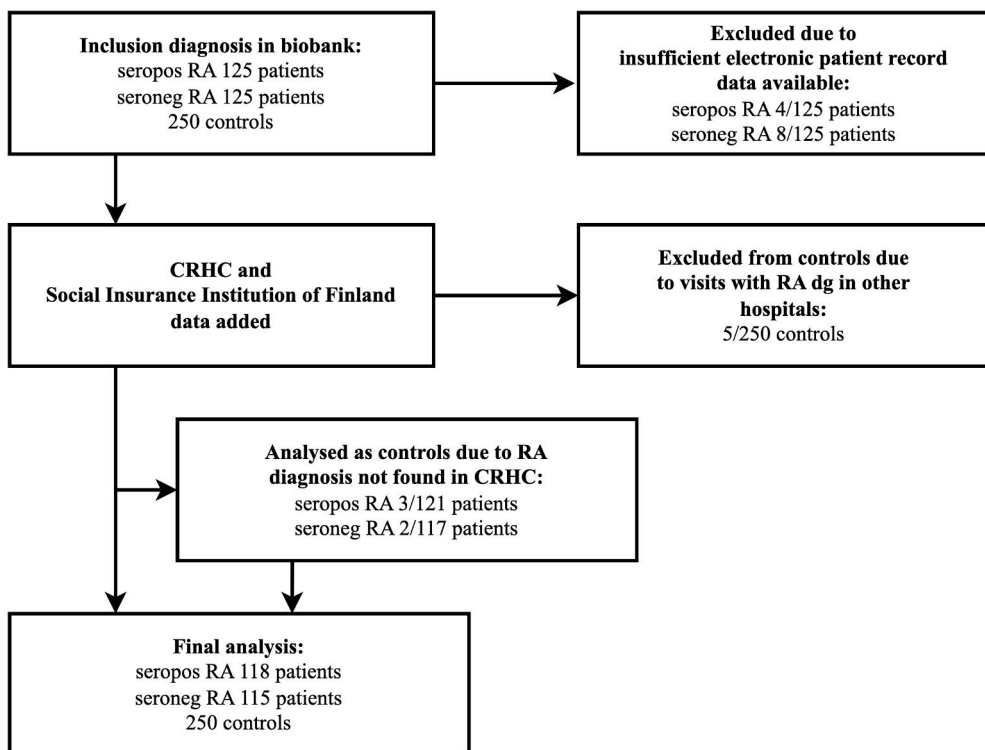 Inclusion diagnosis in biobank:
seropos RA 125 patients
seroneg RA 125 patients
250 controls
Excluded due to
insufficient electronic patient record
data available:
seropos RA 4/125 patients
seroneg RA 8/125 patients
CRHC and
Social Insurance Institution of Finland
data added
Excluded from controls due
to visits with RA dg in other
hospitals:
5/250 controls
Analysed as controls due to RA
diagnosis not found in CRHC:
seropos RA 3/121 patients
seroneg RA 2/117 patients
Final analysis:
seropos RA 118 patients
seroneg RA 115 patients
250 controls